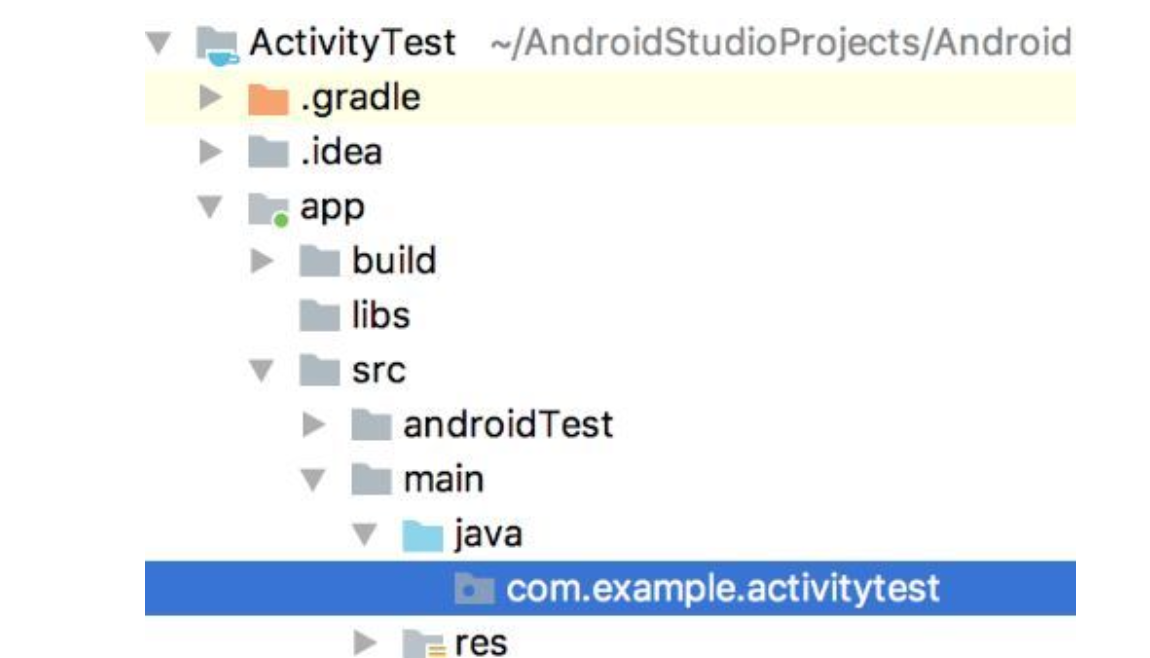 ActivityTest ~/AndroidStudioProjects/Android
.gradle
.idea
app
build
libs
src
androidTest
main
java
com.example.activitytest
res